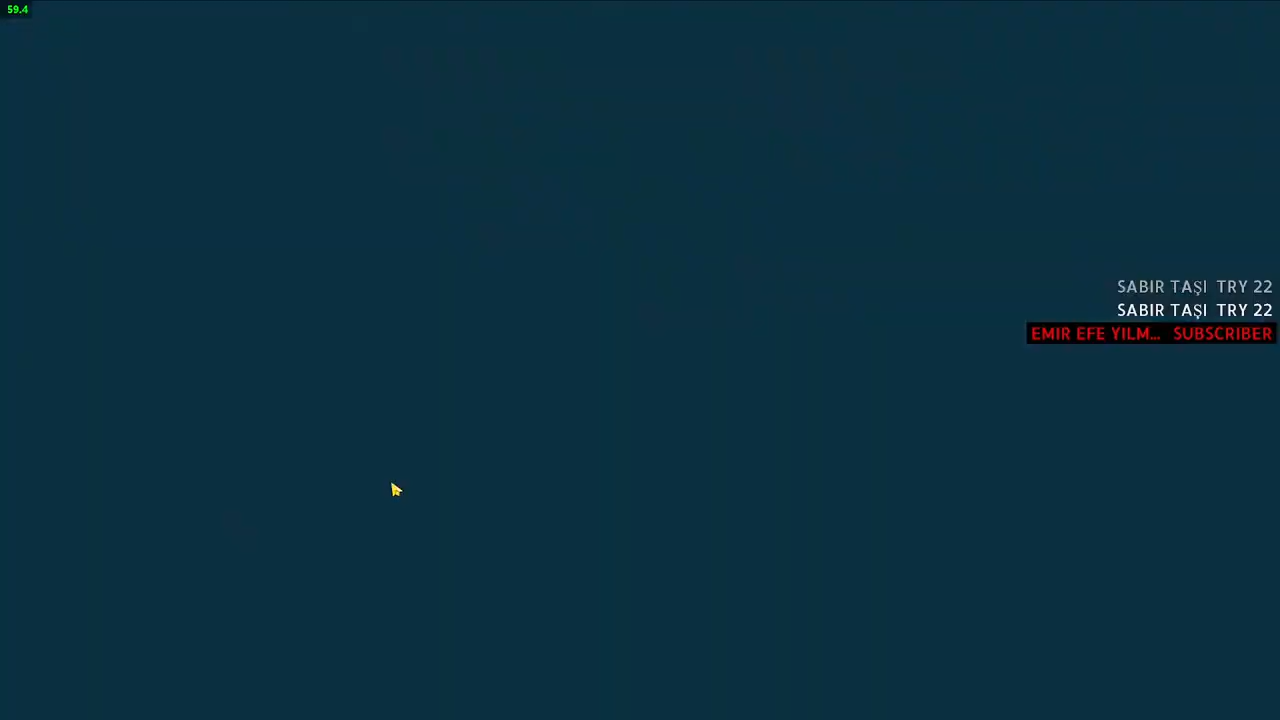 59.4
SABIR TAŞI TRY 22
SABIR TAŞI TRY 22
EMIR EFE YILM... SUBSCRIBER